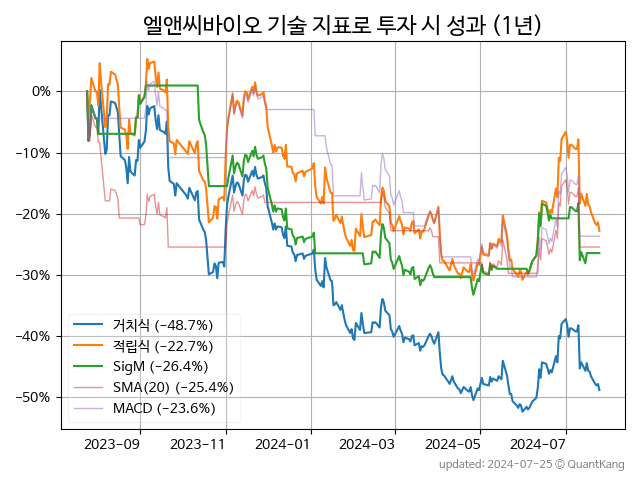 엘앤씨바이오 기술 지표로 투자 시 성과 (1년)
0%
−10%
−20%
−30%
−40%
−50%
거치식 (−48.7%)
적립식 (−22.7%)
SigM (−26.4%)
SMA(20) (−25.4%)
MACD (−23.6%)
2023−09 2023−11 2024−01 2024−03 2024−05 2024−07
updated: 2024-07-25 © QuantKang